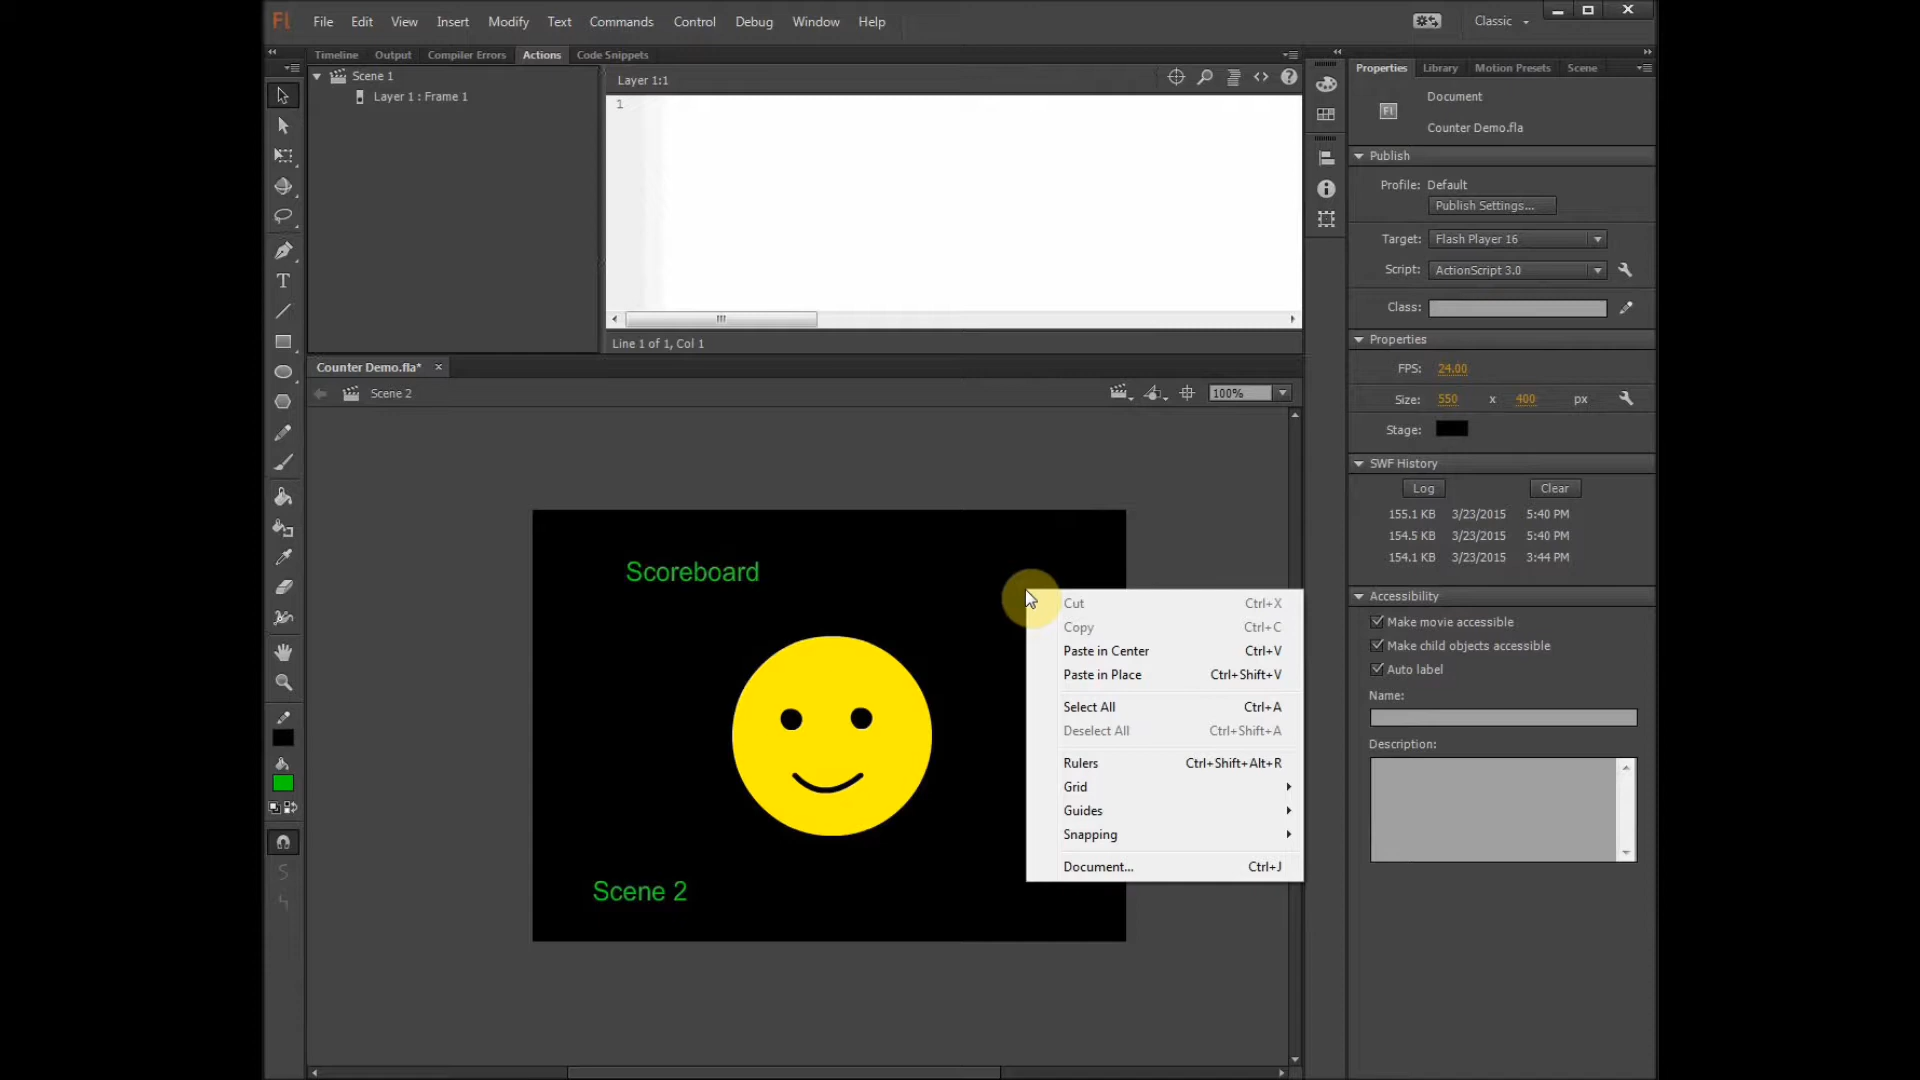 Fl File Edit View Insert Modify Text Commands Control Debug Window Help Classic
Timeline Output Compiler Errors Actions Code Snippets
Scene 1
Layer 1 : Frame 1
Layer 1:1
1
Line 1 of 1, Col 1
Counter Demo.fla*
Scene 2
100%
Scoreboard
Scene 2
Cut Ctrl+X
Copy Ctrl+C
Paste in Center Ctrl+V
Paste in Place Ctrl+Shift+V
Select All Ctrl+A
Deselect All Ctrl+Shift+A
Rulers Ctrl+Shift+Alt+R
Grid
Guides
Snapping
Document... Ctrl+J
Properties Library Motion Presets Scene
Fl
Document
Counter Demo.fla
Publish
Profile: Default
Publish Settings...
Target: Flash Player 16
Script: ActionScript 3.0
Class:
Properties
FPS: 24.00
Size: 550 x 400 px
Stage:
SWF History
Log Clear
155.1 KB 3/23/2015 5:40 PM
154.5 KB 3/23/2015 5:40 PM
154.1 KB 3/23/2015 3:44 PM
Accessibility
Make movie accessible
Make child objects accessible
Auto label
Name:
Description: